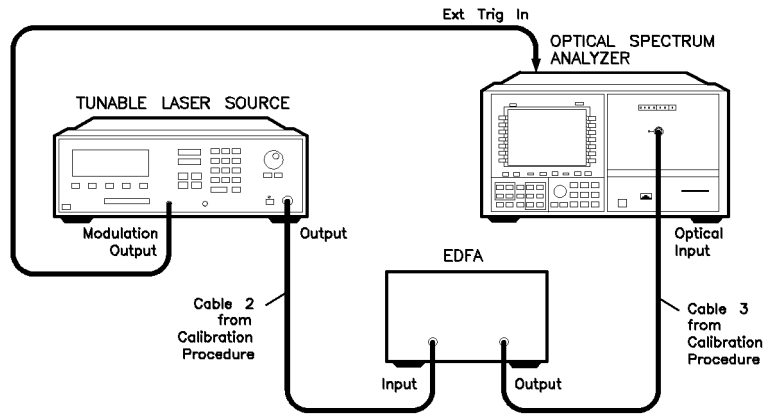 Ext Trig In
OPTICAL SPECTRUM
ANALYZER
TUNABLE LASER SOURCE
Modulation
Output
Output
Optical
Input
EDFA
Cable 2
from
Calibration
Procedure
Cable 3
from
Calibration
Procedure
Input
Output